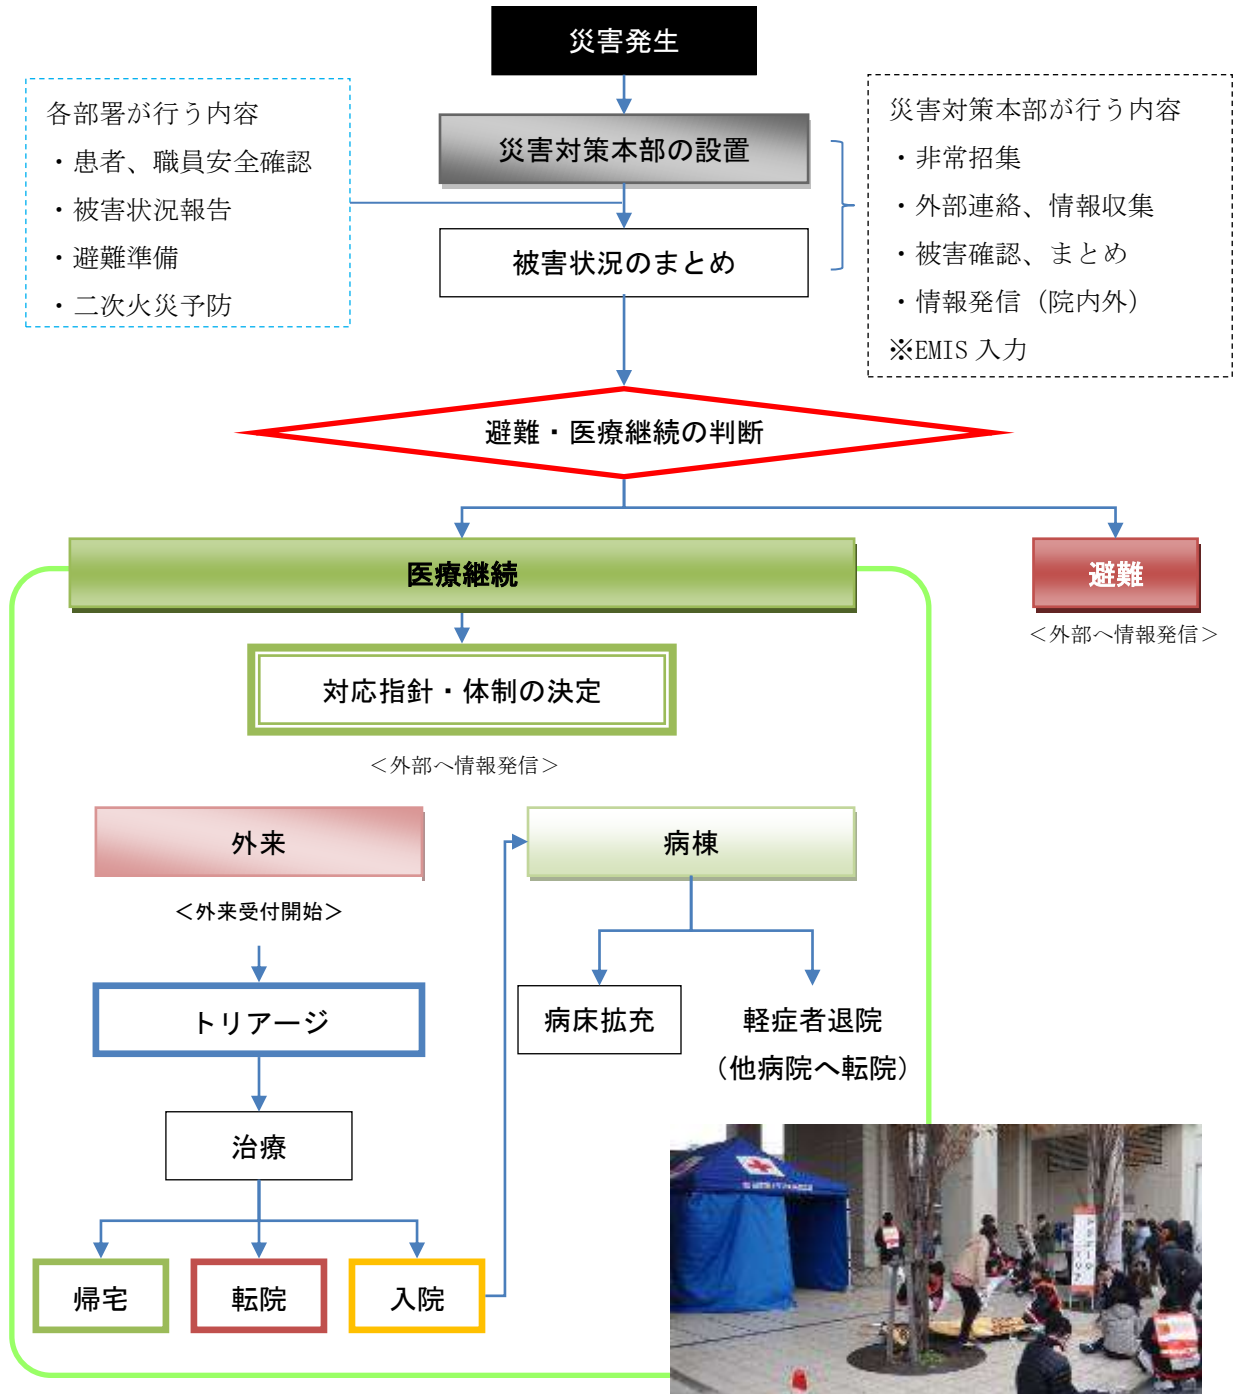 災害発生
各部署が行う内容
・患者、職員安全確認
・被害状況報告
・避難準備
・二次火災予防
災害対策本部の設置
被害状況のまとめ
災害対策本部が行う内容
・非常招集
・外部連絡、情報収集
・被害確認、まとめ
・情報発信（院内外）
※EMIS 入力
避難・医療継続の判断
医療継続
避難
＜外部へ情報発信＞
対応指針・体制の決定
＜外部へ情報発信＞
外来
病棟
＜外来受付開始＞
トリアージ
病床拡充
軽症者退院
（他病院へ転院）
治療
帰宅
転院
入院